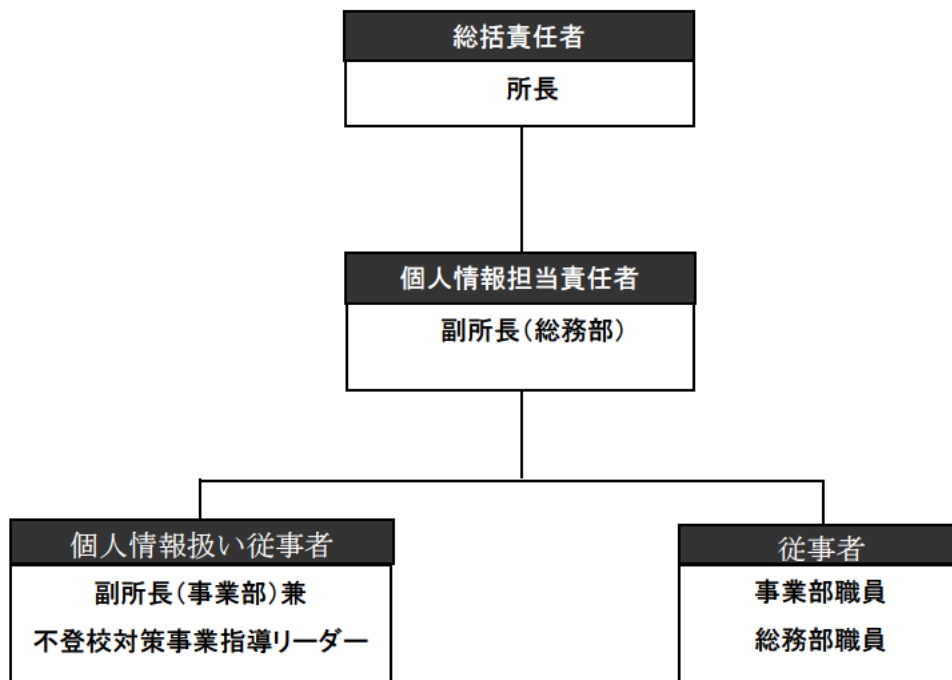 総括責任者
所長
個人情報担当責任者
副所長（総務部）
個人情報扱い従事者
副所長（事業部）兼
不登校対策事業指導リーダー
従事者
事業部職員
総務部職員